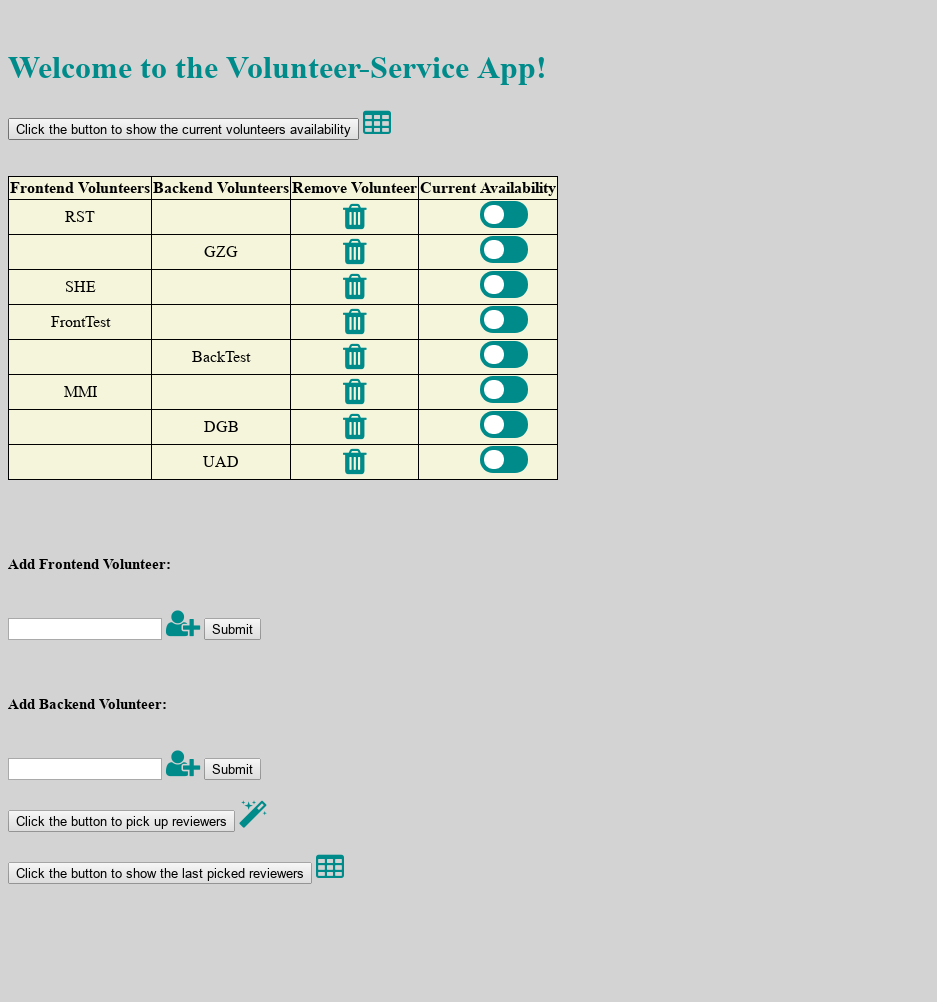 Welcome to the Volunteer-Service App!
Click the button to show the current volunteers availability
Frontend Volunteers Backend Volunteers Remove Volunteer Current Availability
RST
GZG
SHE
FrontTest
BackTest
MMI
DGB
UAD
Add Frontend Volunteer:
Submit
Add Backend Volunteer:
Submit
Click the button to pick up reviewers
Click the button to show the last picked reviewers